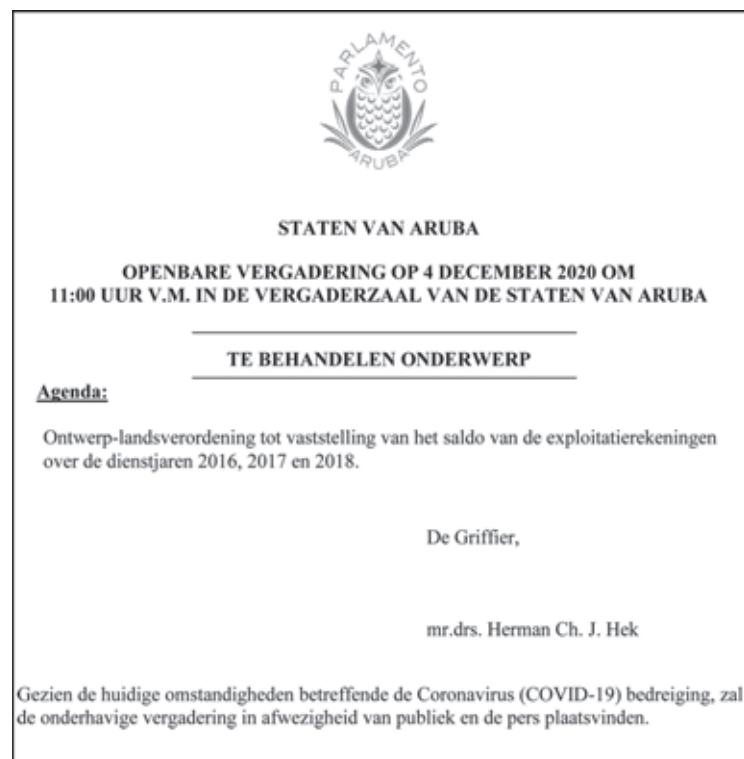 PARLAMENTO
ARUBA
STATEN VAN ARUBA
OPENBARE VERGADERING OP 4 DECEMBER 2020 OM
11:00 UUR V.M. IN DE VERGADERZAAL VAN DE STATEN VAN ARUBA
TE BEHANDELEN ONDERWERP
Agenda:
Ontwerp-landsverordening tot vaststelling van het saldo van de exploitatierekeningen
over de dienstjaren 2016, 2017 en 2018.
De Griffier,
mr.drs. Herman Ch. J. Hek
Gezien de huidige omstandigheden betreffende de Coronavirus (COVID-19) bedreiging, zal
de onderhavige vergadering in afwezigheid van publiek en de pers plaatsvinden.